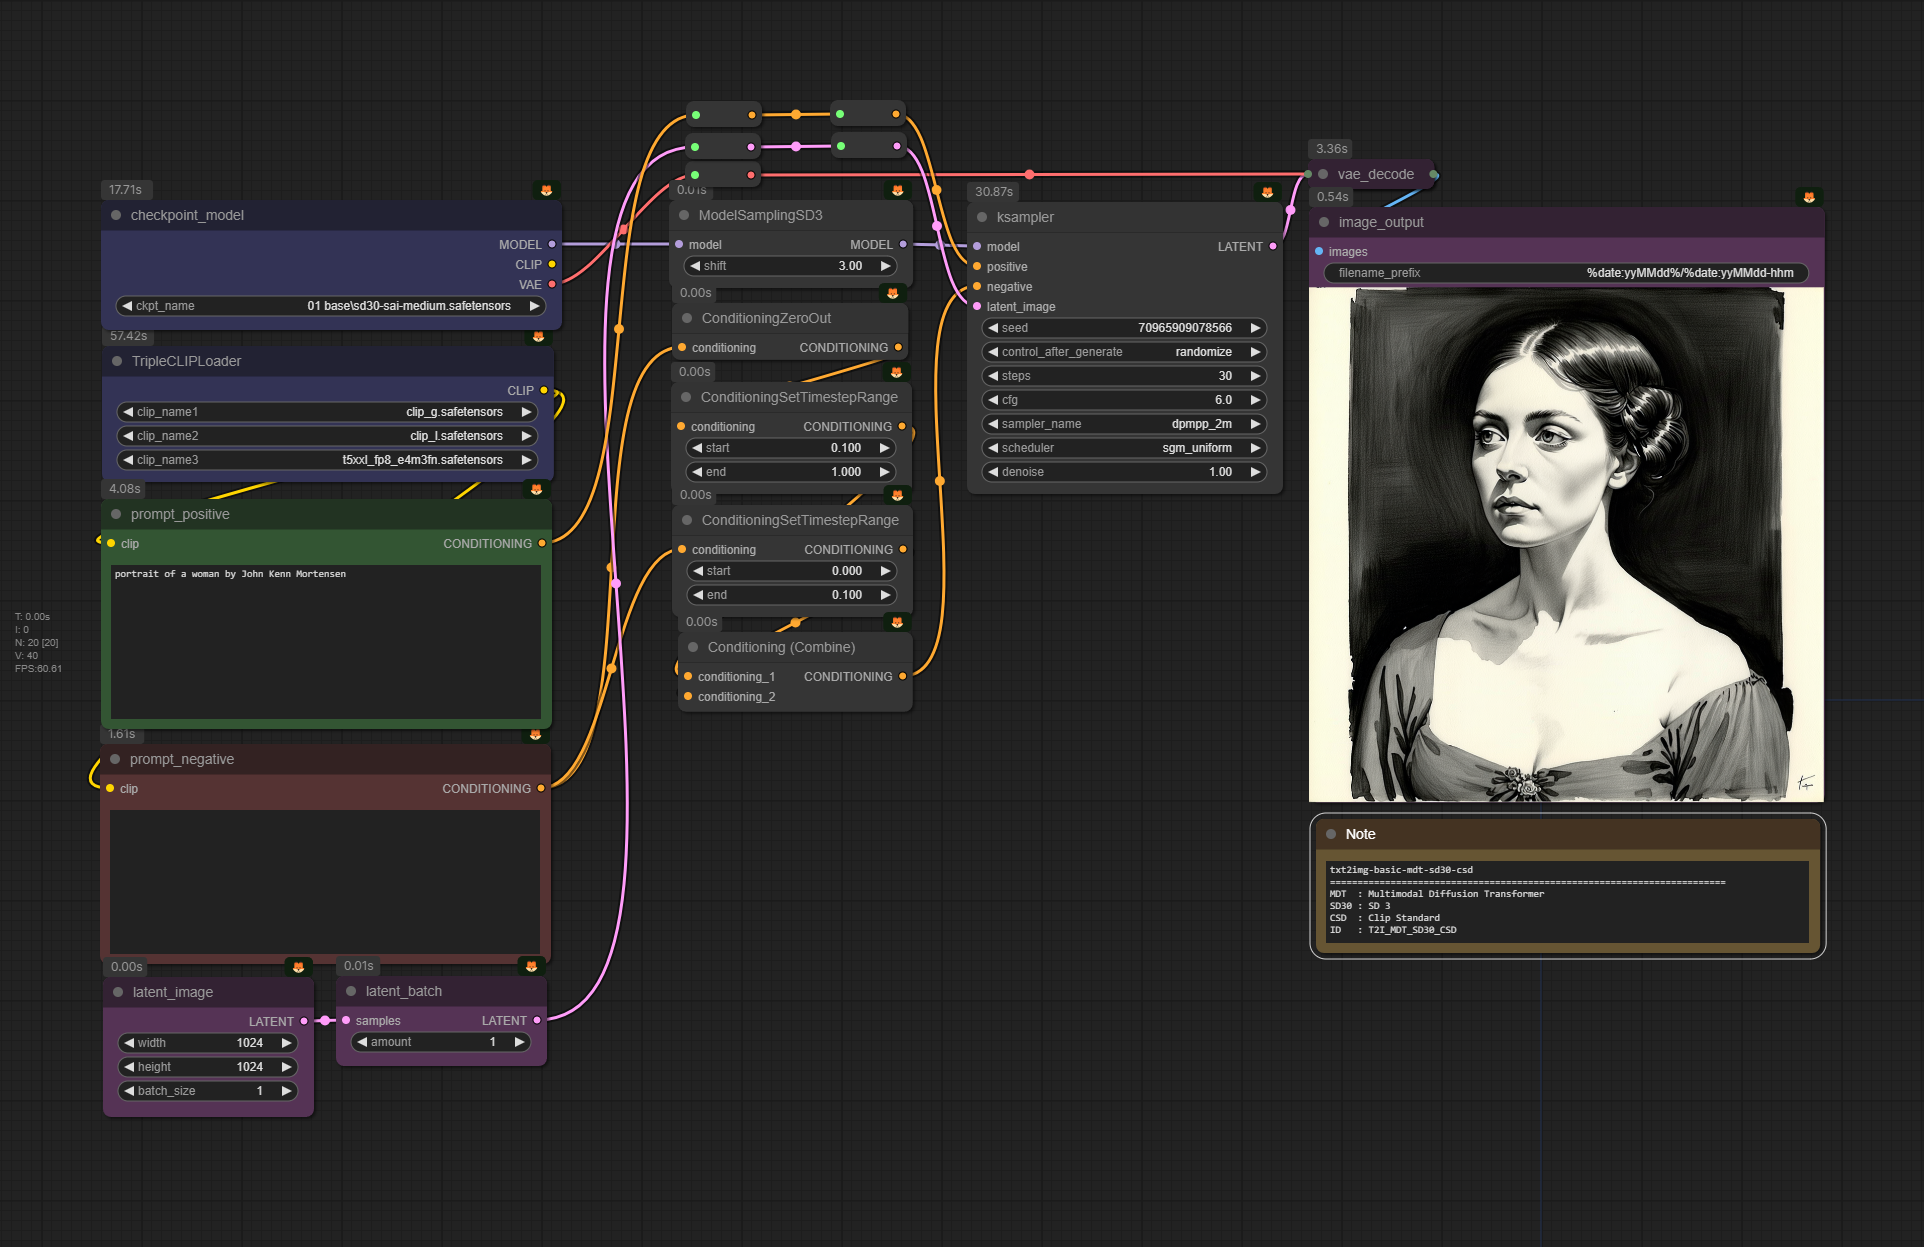 17.71s
checkpoint_model
MODEL
CLIP
VAE
ckpt_name 01 base\sd30-sai-medium.safetensors
57.42s
TripleCLIPLoader
CLIP
clip_name1 clip_g.safetensors
clip_name2 clip_l.safetensors
clip_name3 t5xxl_fp8_e4m3fn.safetensors
4.08s
prompt_positive
clip CONDITIONING
portrait of a woman by John Kenn Mortensen
T: 0.00s
I: 0
N: 20 [20]
V: 40
FPS:60.61
1.61s
prompt_negative
clip CONDITIONING
0.00s
latent_image
LATENT
width 1024
height 1024
batch_size 1
0.01s
latent_batch
samples LATENT
amount 1
0.01s
ModelSamplingSD3
model MODEL
shift 3.00
0.00s
ConditioningZeroOut
conditioning CONDITIONING
0.00s
ConditioningSetTimestepRange
conditioning CONDITIONING
start 0.100
end 1.000
0.00s
ConditioningSetTimestepRange
conditioning CONDITIONING
start 0.000
end 0.100
0.00s
Conditioning (Combine)
conditioning_1 CONDITIONING
conditioning_2
30.87s
ksampler
model LATENT
positive
negative
latent_image
seed 70965909078566
control_after_generate randomize
steps 30
cfg 6.0
sampler_name dpmpp_2m
scheduler sgm_uniform
denoise 1.00
3.36s
vae_decode
0.54s
image_output
images
filename_prefix %date:yyMMdd%/%date:yyMMdd-hhm
Note
txt2img-basic-mdt-sd30-csd
========================================================================
MDT : Multimodal Diffusion Transformer
SD30 : SD 3
CSD : Clip Standard
ID : T2I_MDT_SD30_CSD